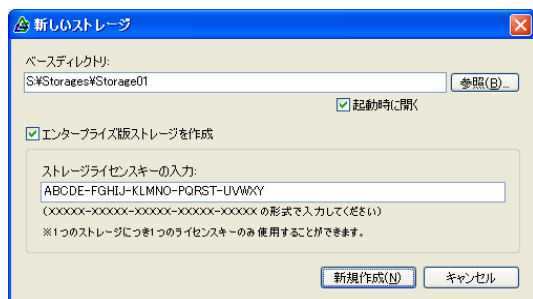 新しいストレージ
ベースディレクトリ:
S:¥Storages¥Storage01
参照(B)...
起動時に開く
エンタープライズ版ストレージを作成
ストレージライセンスキーの入力:
ABCDE-FGHIJ-KLMNO-PQRST-UVWXY
(XXXXX-XXXXX-XXXXX-XXXXX-XXXXX の形式で入力してください)
※1つのストレージにつき1つのライセンスキーのみ使用することができます。
新規作成(N)
キャンセル